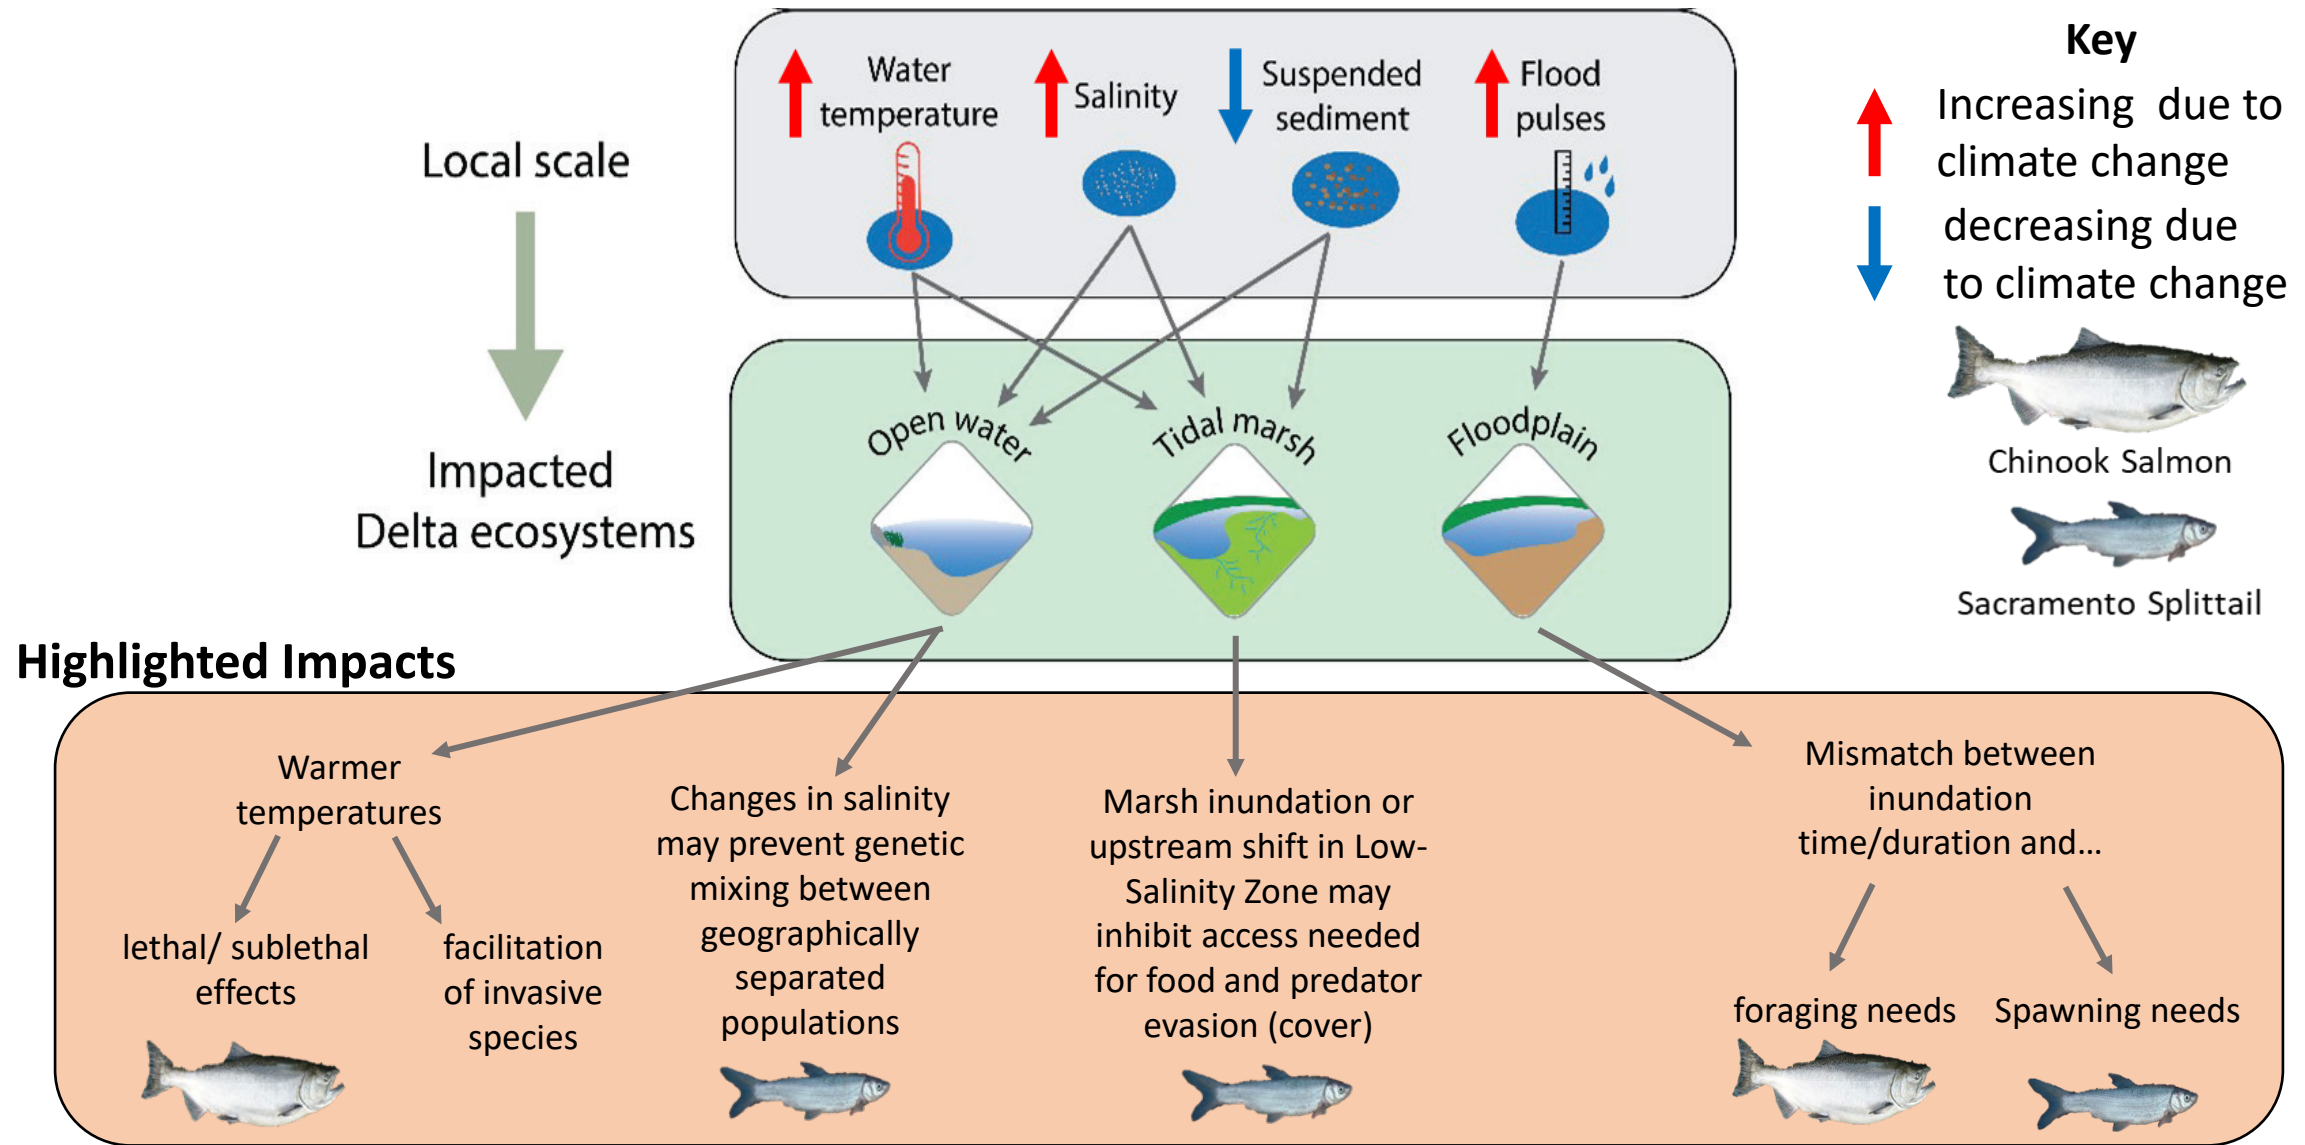 Key
Increasing  due to
climate change
decreasing due
to climate change
Chinook Salmon
Sacramento Splittail
Local scale
Water
temperature
Salinity
Suspended
sediment
Flood
pulses
Impacted
Delta ecosystems
Open water
Tidal marsh
Floodplain
Highlighted Impacts
Warmer
temperatures
lethal/ sublethal
effects
facilitation
of invasive
species
Changes in salinity
may prevent genetic
mixing between
geographically
separated
populations
Marsh inundation or
upstream shift in Low-
Salinity Zone may
inhibit access needed
for food and predator
evasion (cover)
Mismatch between
inundation
time/duration and…
foraging needs
Spawning needs